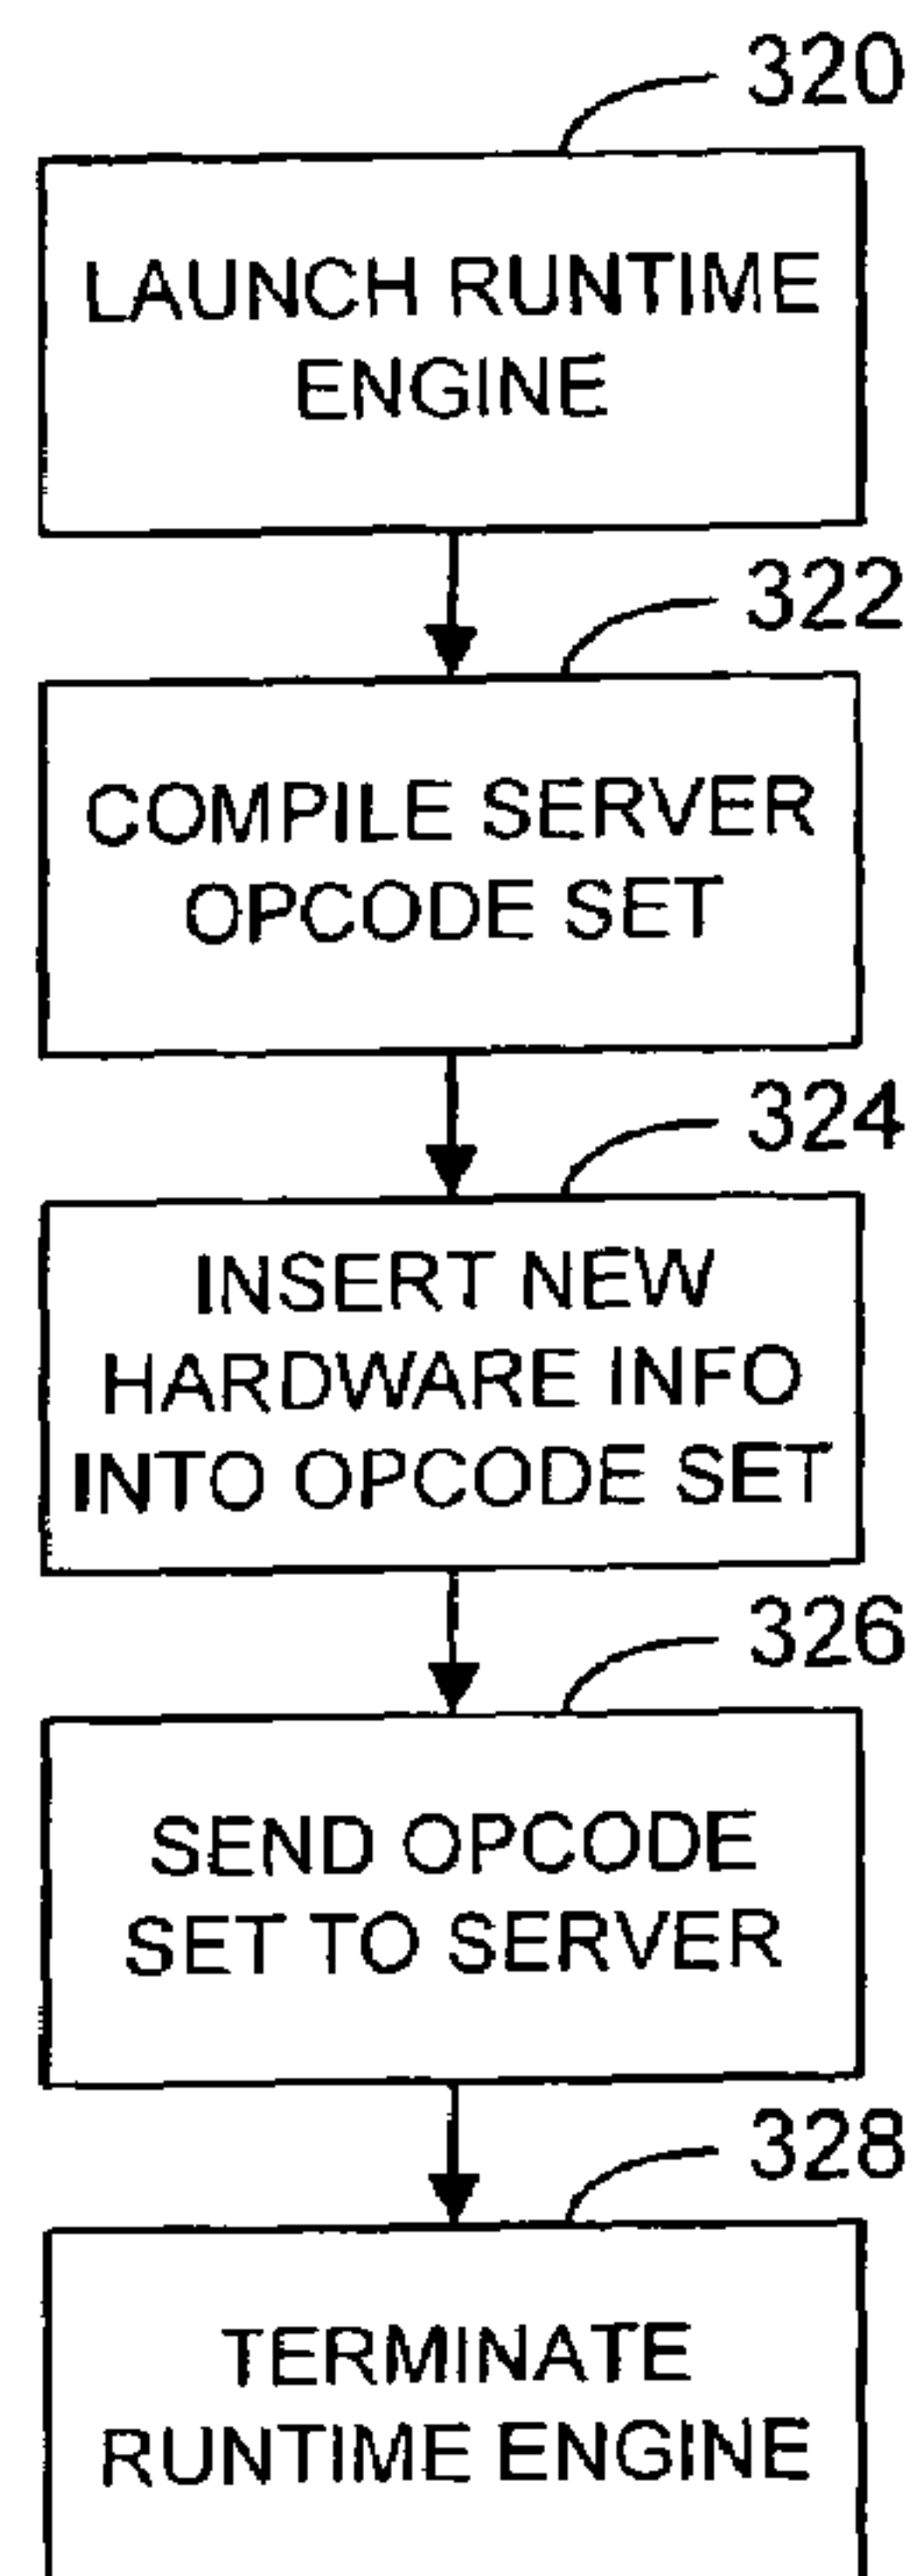 320
LAUNCH RUNTIME
ENGINE
322
COMPILE SERVER
OPCODE SET
324
INSERT NEW
HARDWARE INFO
INTO OPCODE SET
326
SEND OPCODE
SET TO SERVER
328
TERMINATE
RUNTIME ENGINE